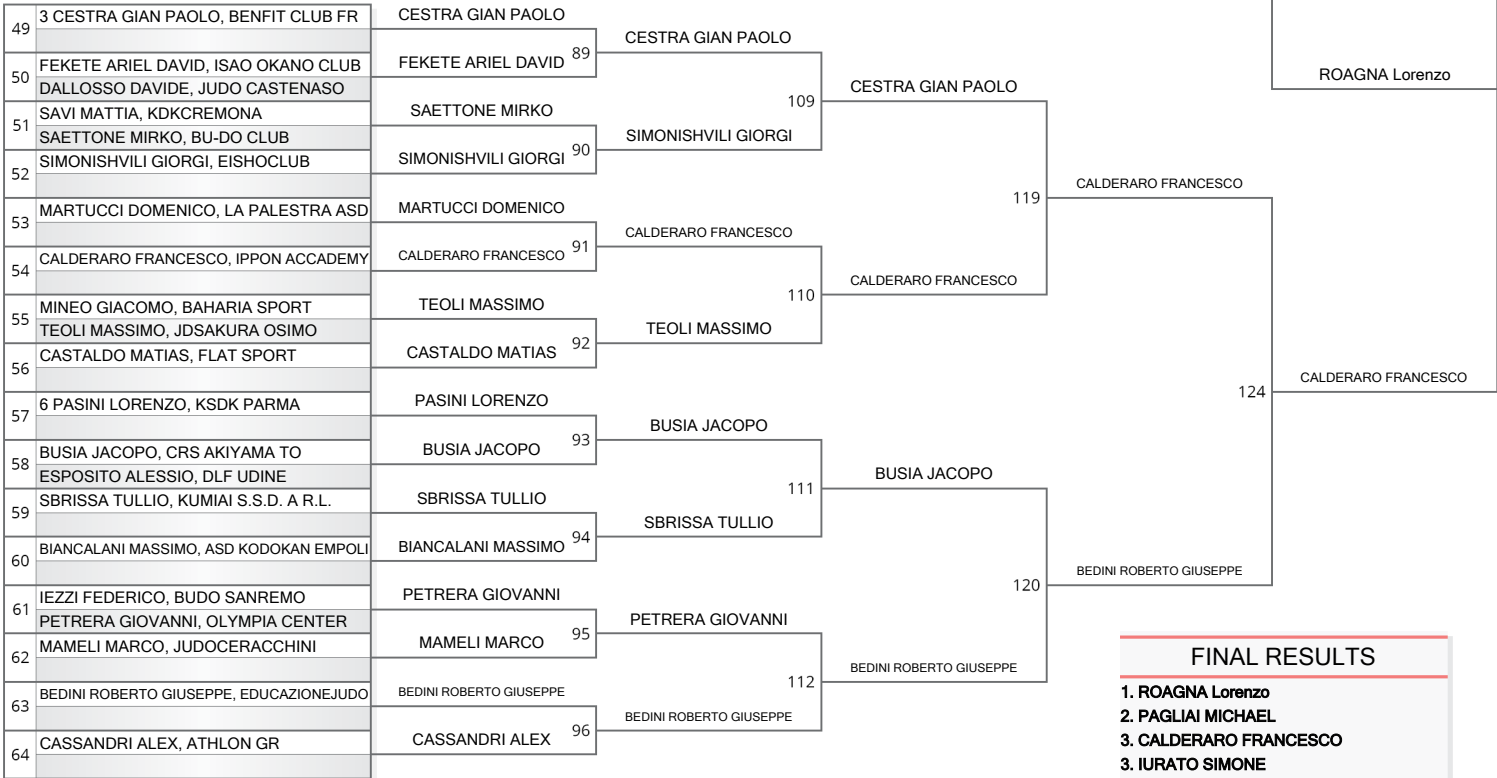 49
3 CESTRA GIAN PAOLO, BENFIT CLUB FR
50
FEKETE ARIEL DAVID, ISAO OKANO CLUB
DALLOSSO DAVIDE, JUDO CASTENASO
51
SAVI MATTIA, KDKCREMONA
SAETTONE MIRKO, BU-DO CLUB
52
SIMONISHVILI GIORGI, EISHOCLUB
53
MARTUCCI DOMENICO, LA PALESTRA ASD
54
CALDERARO FRANCESCO, IPPON ACCADEMY
55
MINEO GIACOMO, BAHARIA SPORT
TEOLI MASSIMO, JDSAKURA OSIMO
56
CASTALDO MATIAS, FLAT SPORT
57
6 PASINI LORENZO, KSDK PARMA
58
BUSIA JACOPO, CRS AKIYAMA TO
ESPOSITO ALESSIO, DLF UDINE
59
SBRISSA TULLIO, KUMIAI S.S.D. A R.L.
60
BIANCALANI MASSIMO, ASD KODOKAN EMPOLI
61
IEZZI FEDERICO, BUDO SANREMO
PETRERA GIOVANNI, OLYMPIA CENTER
62
MAMELI MARCO, JUDOCERACCHINI
63
BEDINI ROBERTO GIUSEPPE, EDUCAZIONEJUDO
64
CASSANDRI ALEX, ATHLON GR
CESTRA GIAN PAOLO
89
FEKETE ARIEL DAVID
SAETTONE MIRKO
90
SIMONISHVILI GIORGI
MARTUCCI DOMENICO
91
CALDERARO FRANCESCO
TEOLI MASSIMO
92
CASTALDO MATIAS
PASINI LORENZO
93
BUSIA JACOPO
SBRISSA TULLIO
94
BIANCALANI MASSIMO
PETRERA GIOVANNI
95
MAMELI MARCO
BEDINI ROBERTO GIUSEPPE
96
CASSANDRI ALEX
CESTRA GIAN PAOLO
109
SIMONISHVILI GIORGI
CALDERARO FRANCESCO
110
TEOLI MASSIMO
BUSIA JACOPO
111
SBRISSA TULLIO
PETRERA GIOVANNI
112
BEDINI ROBERTO GIUSEPPE
CESTRA GIAN PAOLO
119
CALDERARO FRANCESCO
BUSIA JACOPO
120
BEDINI ROBERTO GIUSEPPE
CALDERARO FRANCESCO
124
BEDINI ROBERTO GIUSEPPE
ROAGNA Lorenzo
CALDERARO FRANCESCO
FINAL RESULTS
1. ROAGNA Lorenzo
2. PAGLIAI MICHAEL
3. CALDERARO FRANCESCO
3. IURATO SIMONE